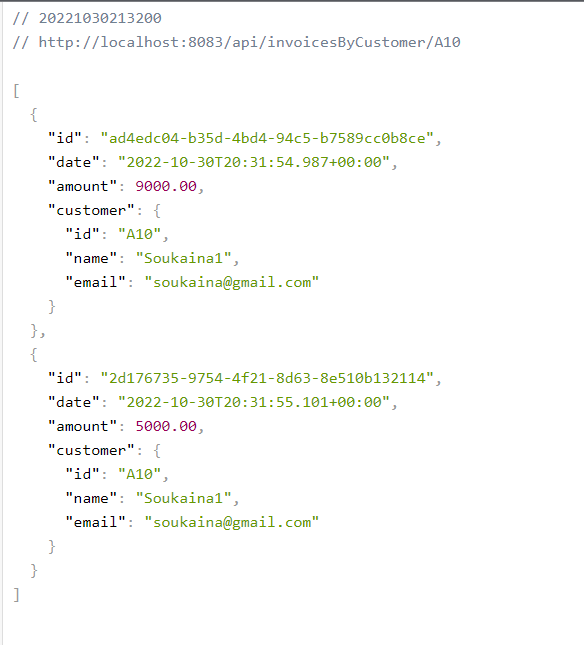 // 20221030213200
// http://localhost:8083/api/invoicesByCustomer/A10
[
  {
    "id": "ad4edc04-b35d-4bd4-94c5-b7589cc0b8ce",
    "date": "2022-10-30T20:31:54.987+00:00",
    "amount": 9000.00,
    "customer": {
      "id": "A10",
      "name": "Soukaina1",
      "email": "soukaina@gmail.com"
    }
  },
  {
    "id": "2d176735-9754-4f21-8d63-8e510b132114",
    "date": "2022-10-30T20:31:55.101+00:00",
    "amount": 5000.00,
    "customer": {
      "id": "A10",
      "name": "Soukaina1",
      "email": "soukaina@gmail.com"
    }
  }
]